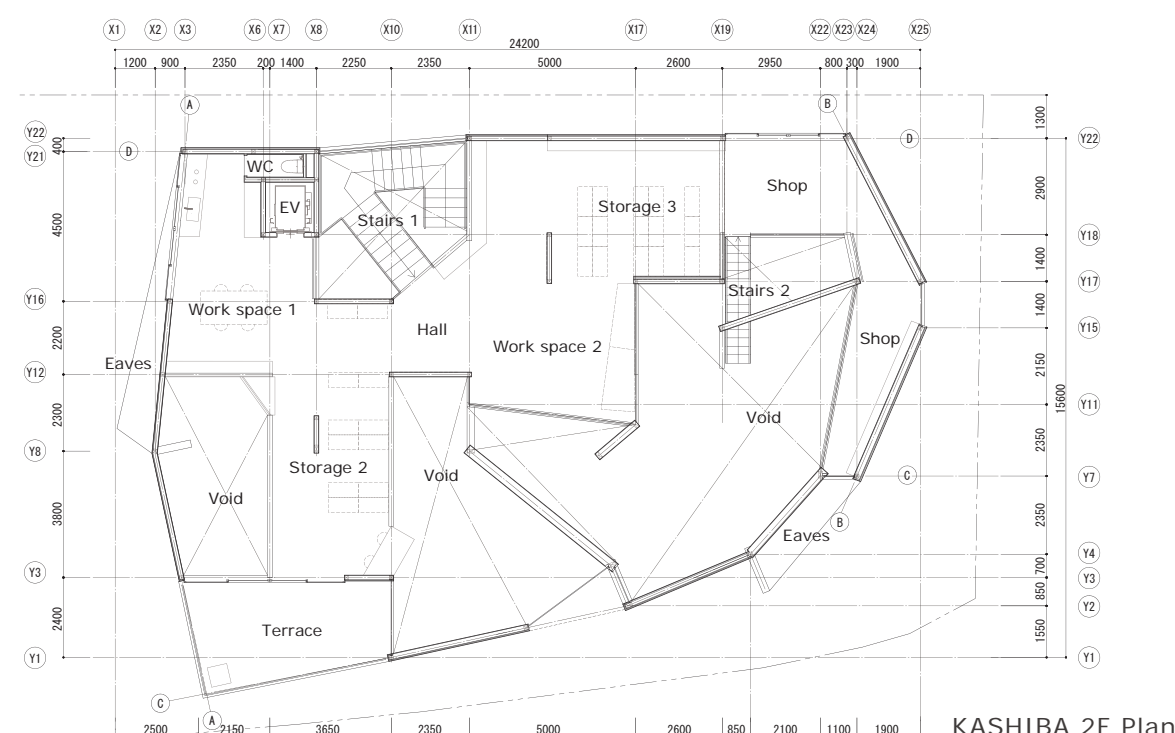 X1 X2 X3 X6 X7 X8 X10 X11 X17 X19 X22 X23 X24 X25
24200
1200 900 2350 200 1400 2250 2350 5000 2600 2950 800 300 1900
A B
Y22 D D Y22
Y21
400 4500 2200 2300 3800 2400
1300 2900 1400 1400 2150 2350 2350 700 850 1550
15600
WC
EV
Stairs 1
Storage 3
Shop
Y18
Y17
Y16
Work space 1
Stairs 2
Hall
Y15
Work space 2
Shop
Eaves
Y12
Y11
Void
Y8
Storage 2
Void
Void
C
Y7
B
Eaves
Y4
Y3 Y3
Y2
Terrace
Y1 Y1
C
A
2500 2150 3650 2350 5000 2600 850 2100 1100 1900
KASHIBA 2F Plan